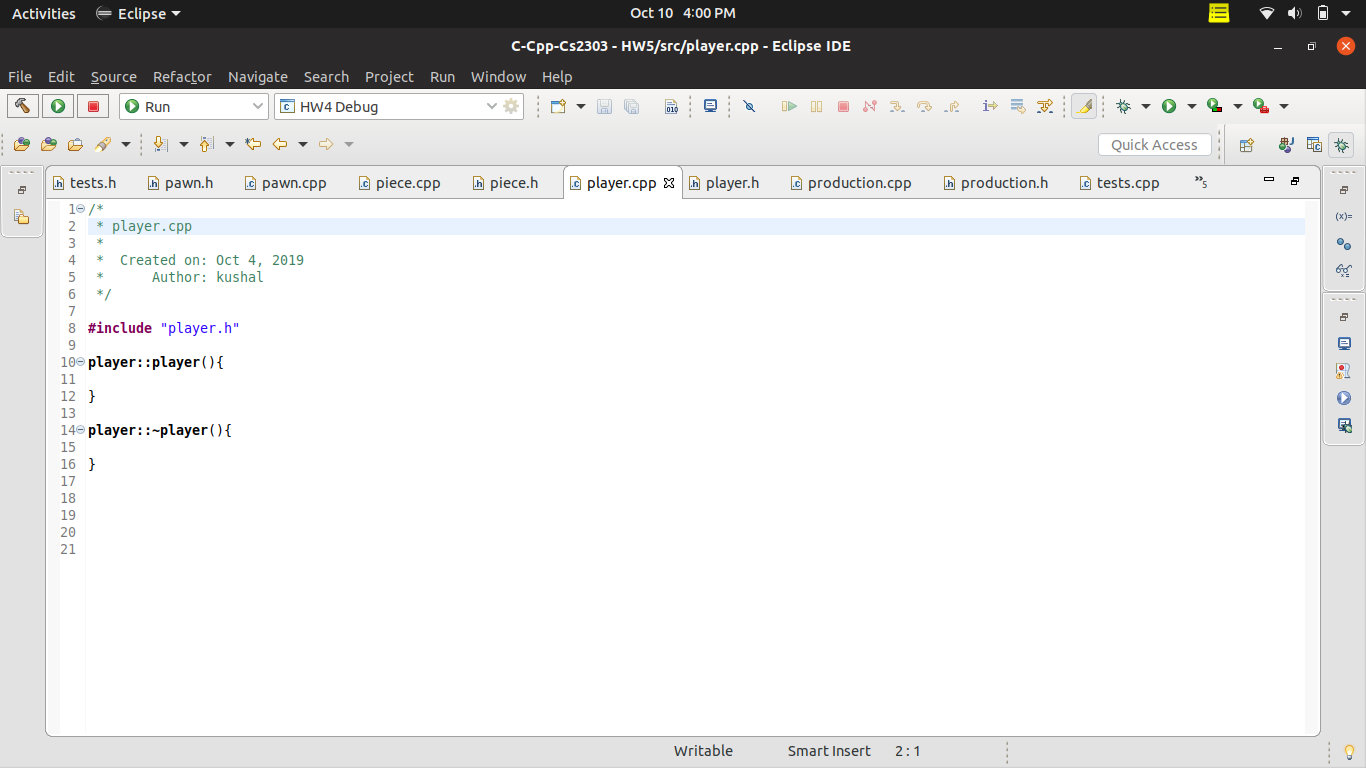 Activities Eclipse Oct 10 4:00 PM
C-Cpp-Cs2303 - HW5/src/player.cpp - Eclipse IDE
File Edit Source Refactor Navigate Search Project Run Window Help
Run HW4 Debug
Quick Access
tests.h pawn.h pawn.cpp piece.cpp piece.h player.cpp player.h production.cpp production.h tests.cpp »5
1 /*
2  * player.cpp
3  *
4  *  Created on: Oct 4, 2019
5  *      Author: kushal
6  */
7
8 #include "player.h"
9
10 player::player(){
11
12 }
13
14 player::~player(){
15
16 }
17
18
19
20
21
Writable Smart Insert 2 : 1